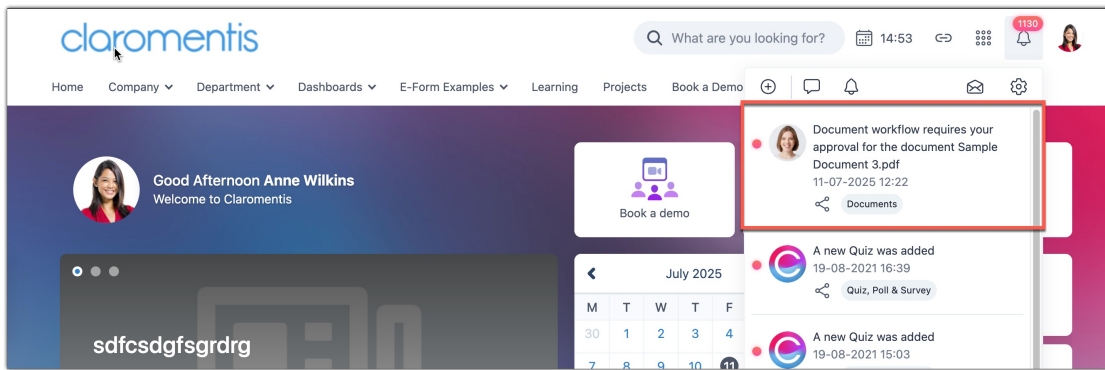 claromentis
What are you looking for?
14:53
1130
Home
Company
Department
Dashboards
E-Form Examples
Learning
Projects
Book a Demo
Good Afternoon Anne Wilkins
Welcome to Claromentis
Book a demo
Document workflow requires your
approval for the document Sample
Document 3.pdf
11-07-2025 12:22
Documents
A new Quiz was added
19-08-2021 16:39
Quiz, Poll & Survey
A new Quiz was added
19-08-2021 15:03
sdfcsdgfsgrdrg
July 2025
M T W T F
30 1 2 3 4
7 8 9 10 11